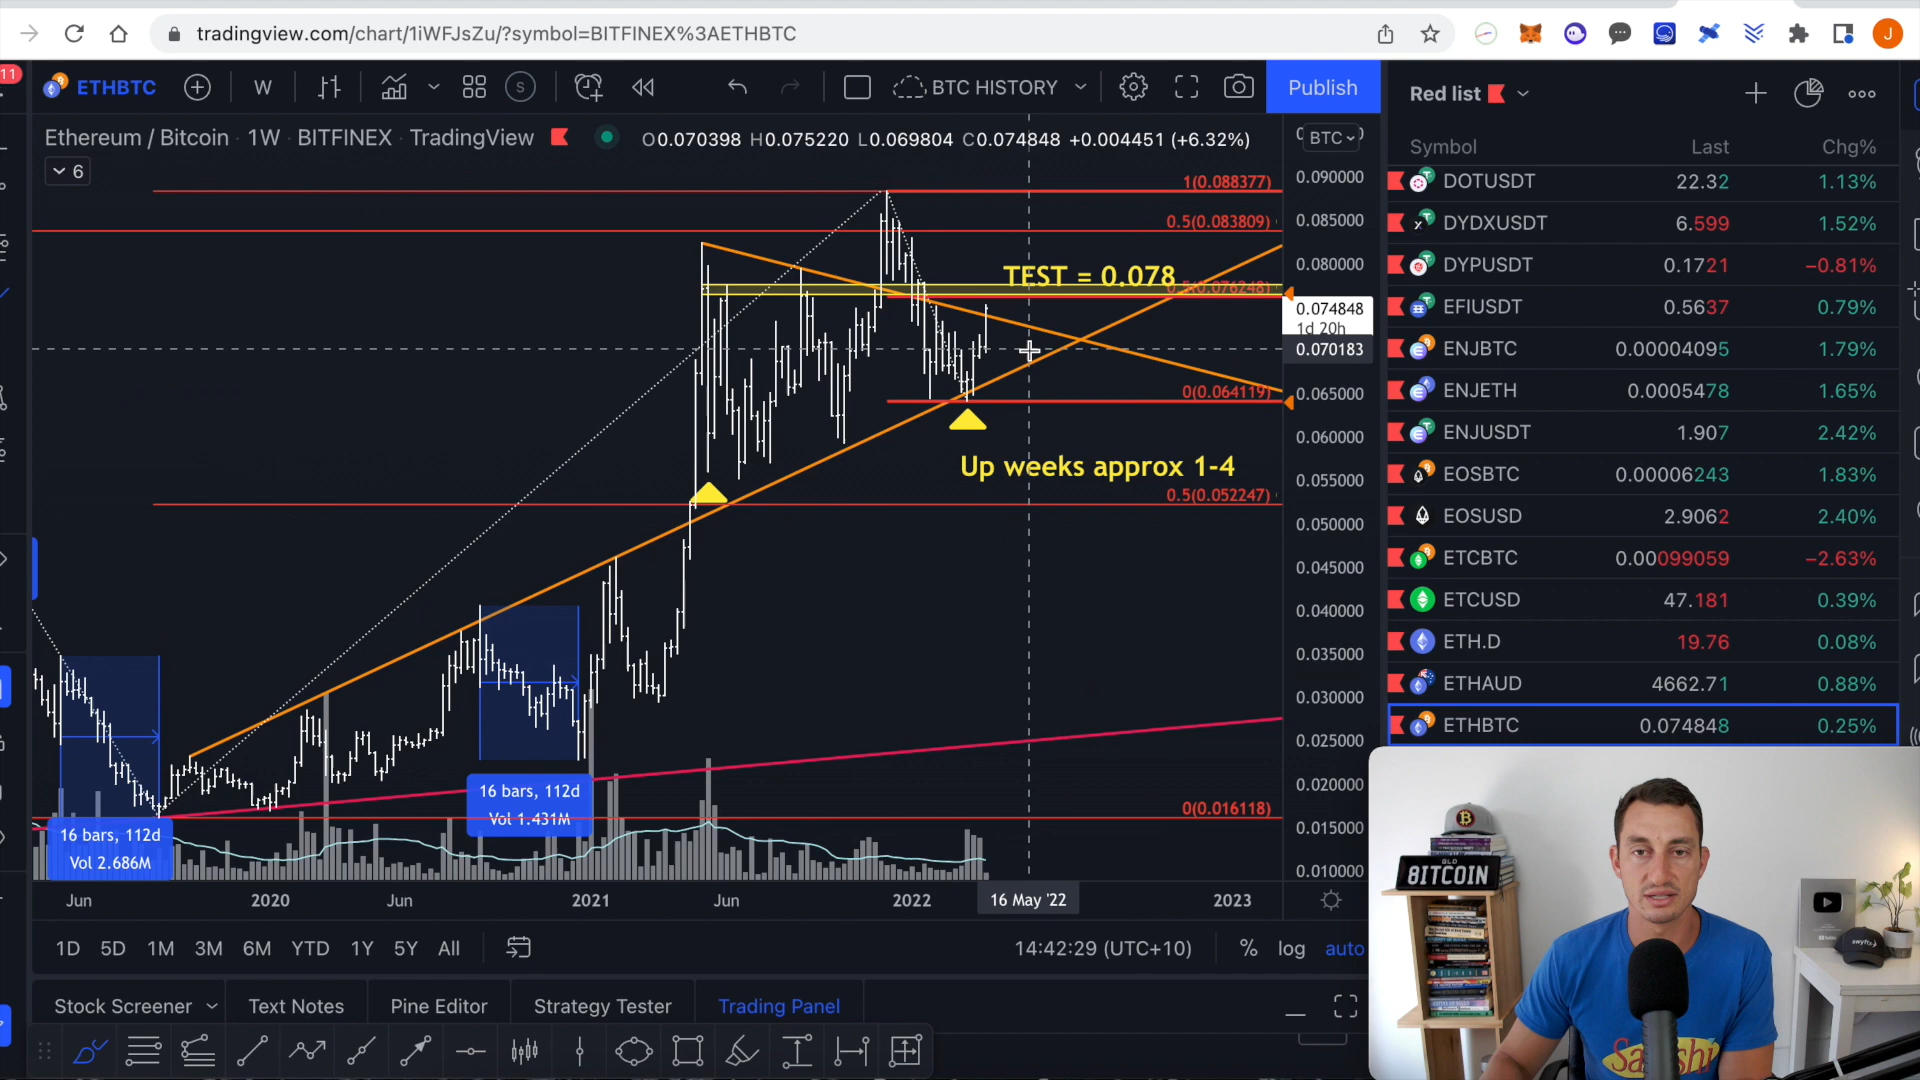 tradingview.com/chart/1iWFJsZu/?symbol=BITFINEX%3AETHBTC
J
11
ETHBTC
W
S
BTC HISTORY
Publish
Red list
Ethereum / Bitcoin · 1W · BITFINEX · TradingView
O0.070398 H0.075220 L0.069804 C0.074848 +0.004451 (+6.32%)
BTC
6
Symbol Last Chg%
DOTUSDT 22.32 1.13%
DYDXUSDT 6.599 1.52%
DYPUSDT 0.1721 −0.81%
EFIUSDT 0.5637 0.79%
ENJBTC 0.00004095 1.79%
ENJETH 0.0005478 1.65%
ENJUSDT 1.907 2.42%
EOSBTC 0.00006243 1.83%
EOSUSD 2.9062 2.40%
ETCBTC 0.00099059 −2.63%
ETCUSD 47.181 0.39%
ETH.D 19.76 0.08%
ETHAUD 4662.71 0.88%
ETHBTC 0.074848 0.25%
1(0.088377)
0.5(0.083809)
TEST = 0.078
0.5(0.076248)
0(0.064119)
Up weeks approx 1-4
0.5(0.052247)
0(0.016118)
0.090000
0.085000
0.080000
0.074848
1d 20h
0.070183
0.065000
0.060000
0.055000
0.050000
0.045000
0.040000
0.035000
0.030000
0.025000
0.020000
0.015000
0.010000
16 bars, 112d
Vol 1.431M
16 bars, 112d
Vol 2.686M
Jun 2020 Jun 2021 Jun 2022 16 May '22 2023
1D 5D 1M 3M 6M YTD 1Y 5Y All
14:42:29 (UTC+10) % log auto
Stock Screener Text Notes Pine Editor Strategy Tester Trading Panel
QLD
8ITCOIN
swyftx